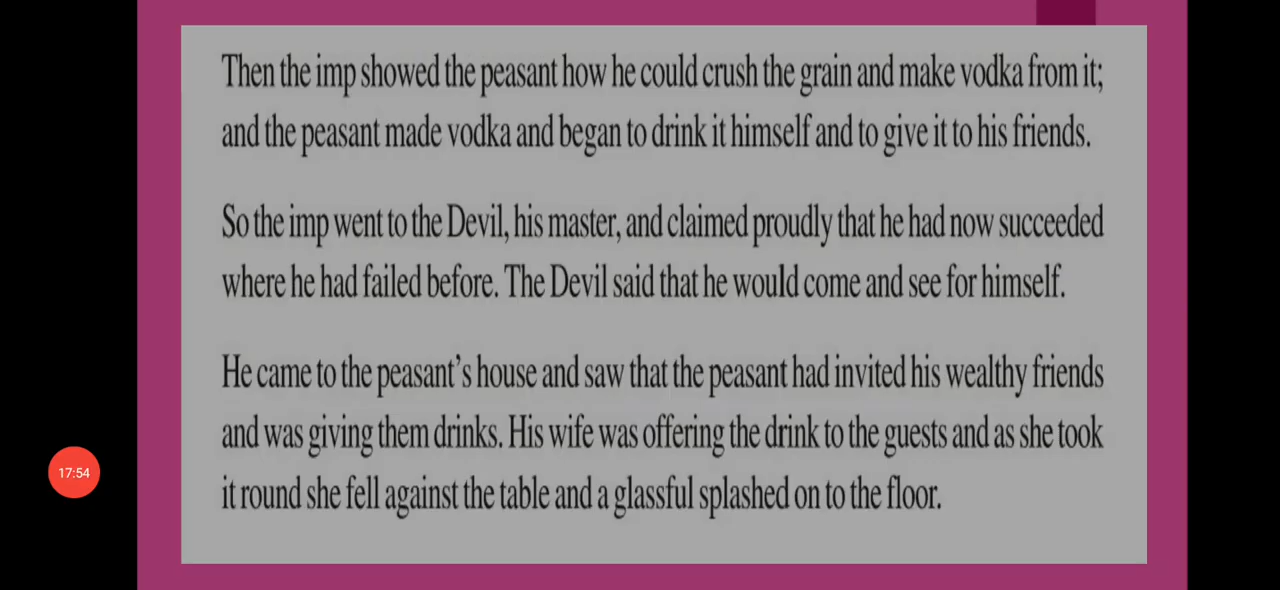 Then the imp showed the peasant how he could crush the grain and make vodka from it;
and the peasant made vodka and began to drink it himself and to give it to his friends.
So the imp went to the Devil, his master, and claimed proudly that he had now succeeded
where he had failed before. The Devil said that he would come and see for himself.
He came to the peasant’s house and saw that the peasant had invited his wealthy friends
and was giving them drinks. His wife was offering the drink to the guests and as she took
it round she fell against the table and a glassful splashed on to the floor.
17:54